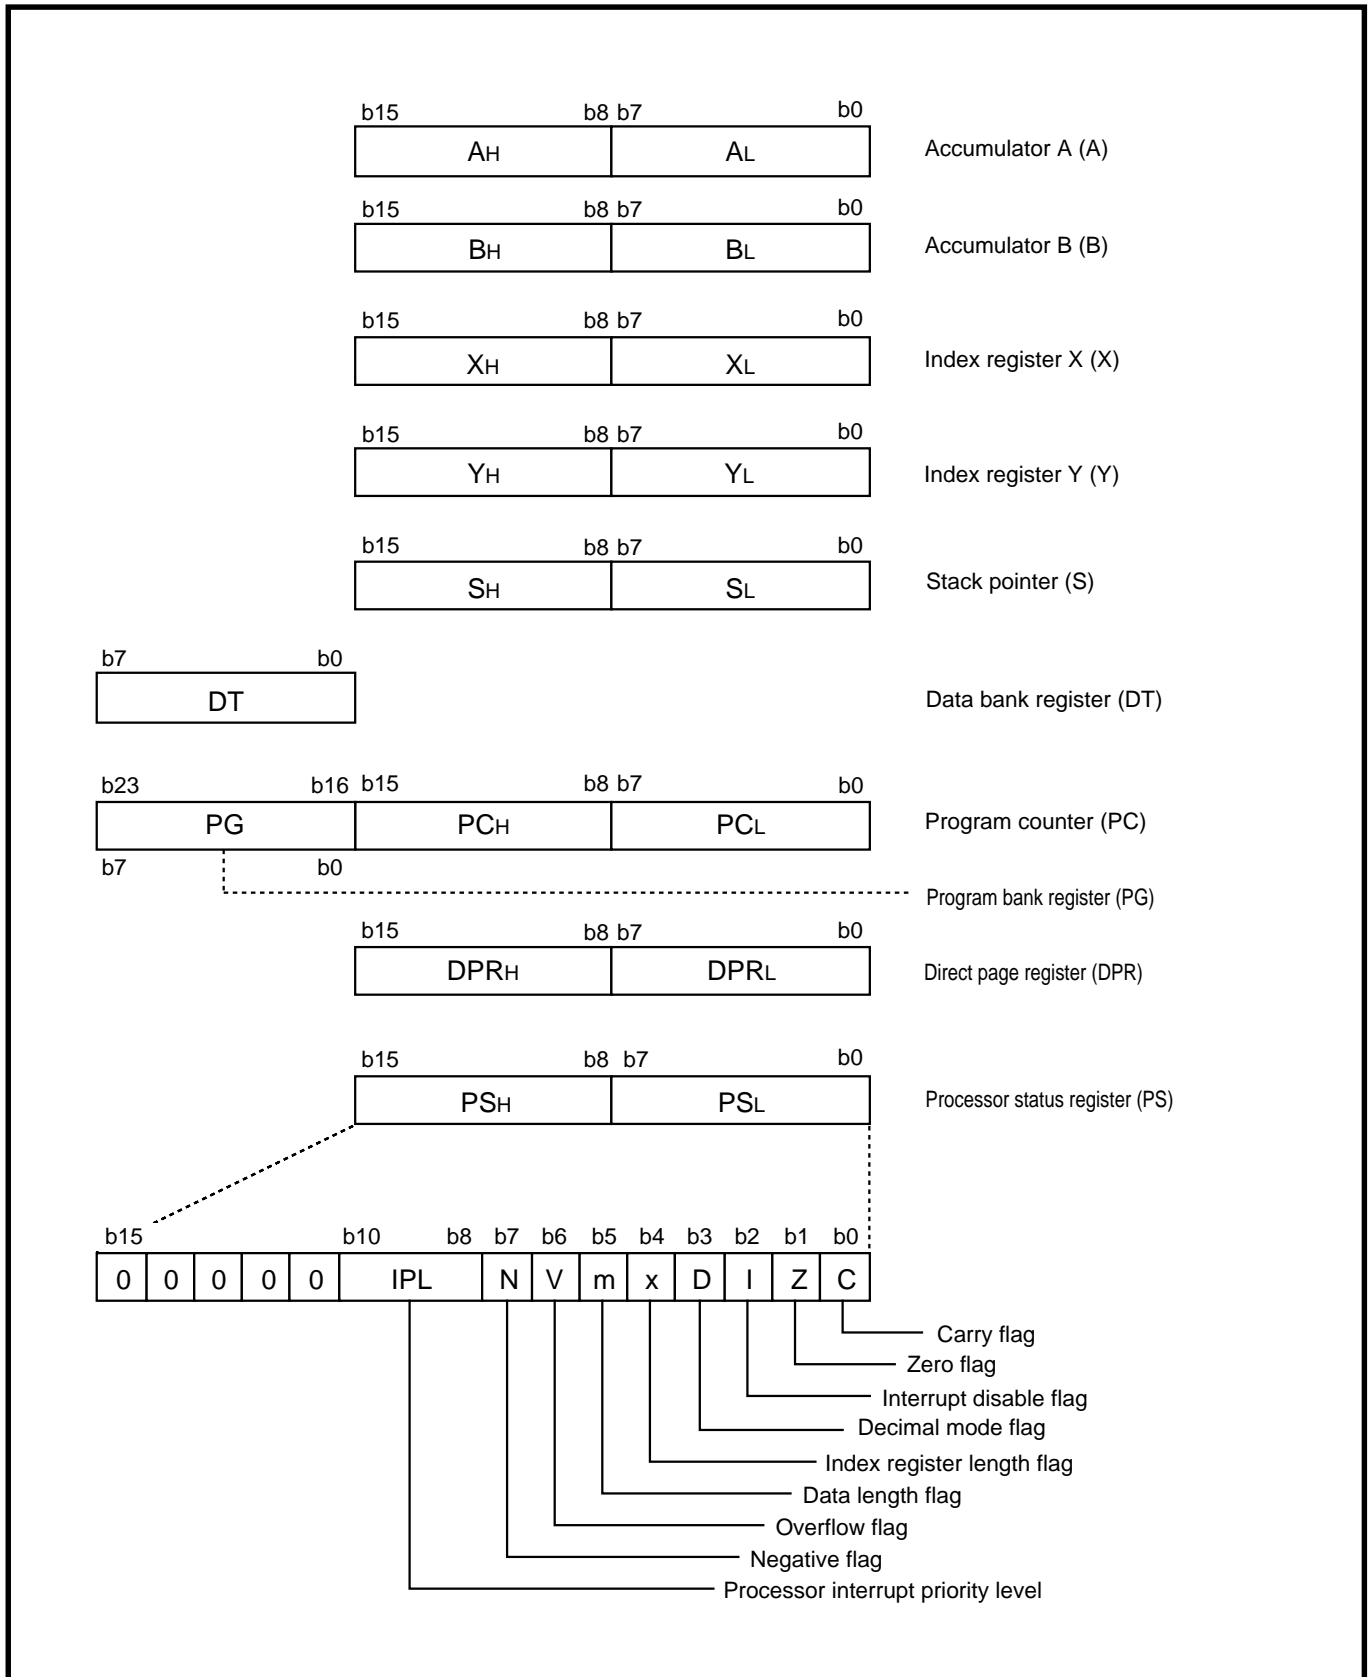 b15 b8 b7 b0
AH AL Accumulator A (A)
b15 b8 b7 b0
BH BL Accumulator B (B)
b15 b8 b7 b0
XH XL Index register X (X)
b15 b8 b7 b0
YH YL Index register Y (Y)
b15 b8 b7 b0
SH SL Stack pointer (S)
b7 b0
DT Data bank register (DT)
b23 b16 b15 b8 b7 b0
PG PCH PCL Program counter (PC)
b7 b0
Program bank register (PG)
b15 b8 b7 b0
DPRH DPRL Direct page register (DPR)
b15 b8 b7 b0
PSH PSL Processor status register (PS)
b15 b10 b8 b7 b6 b5 b4 b3 b2 b1 b0
0 0 0 0 0 IPL N V m x D I Z C
Carry flag
Zero flag
Interrupt disable flag
Decimal mode flag
Index register length flag
Data length flag
Overflow flag
Negative flag
Processor interrupt priority level